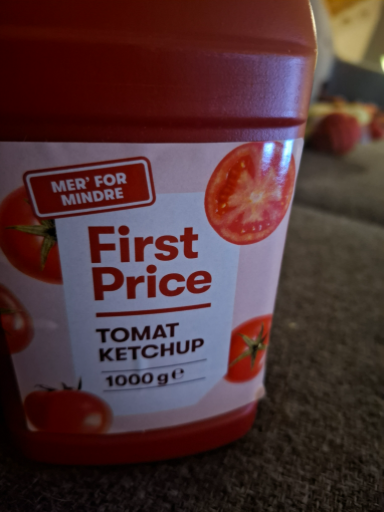 MER' FOR
MINDRE
First
Price
TOMAT
KETCHUP
1000 g ℮